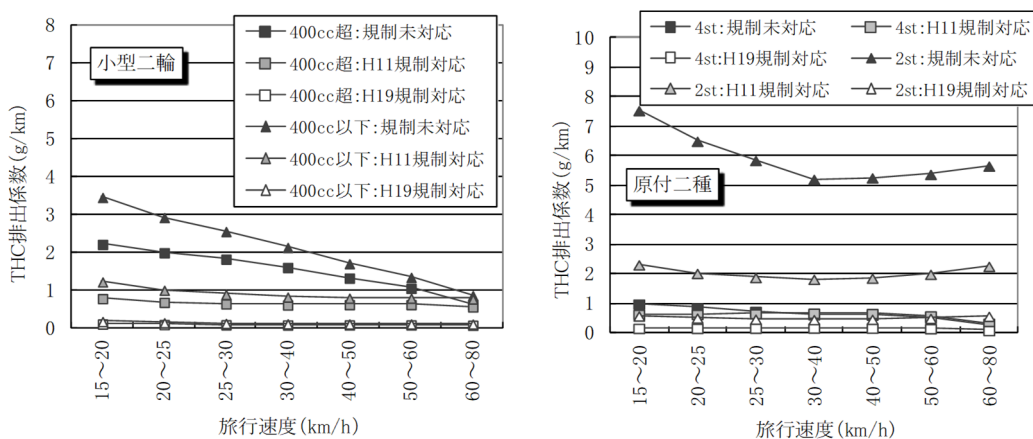 8
7
6
5
4
3
2
1
0
THC排出係数(g/km)
小型二輪
400cc超:規制未対応
400cc超:H11規制対応
400cc超:H19規制対応
400cc以下:規制未対応
400cc以下:H11規制対応
400cc以下:H19規制対応
15～20
20～25
25～30
30～40
40～50
50～60
60～80
旅行速度(km/h)
10
9
8
7
6
5
4
3
2
1
0
THC排出係数(g/km)
4st:規制未対応
4st:H11規制対応
4st:H19規制対応
2st:規制未対応
2st:H11規制対応
2st:H19規制対応
原付二種
15～20
20～25
25～30
30～40
40～50
50～60
60～80
旅行速度(km/h)